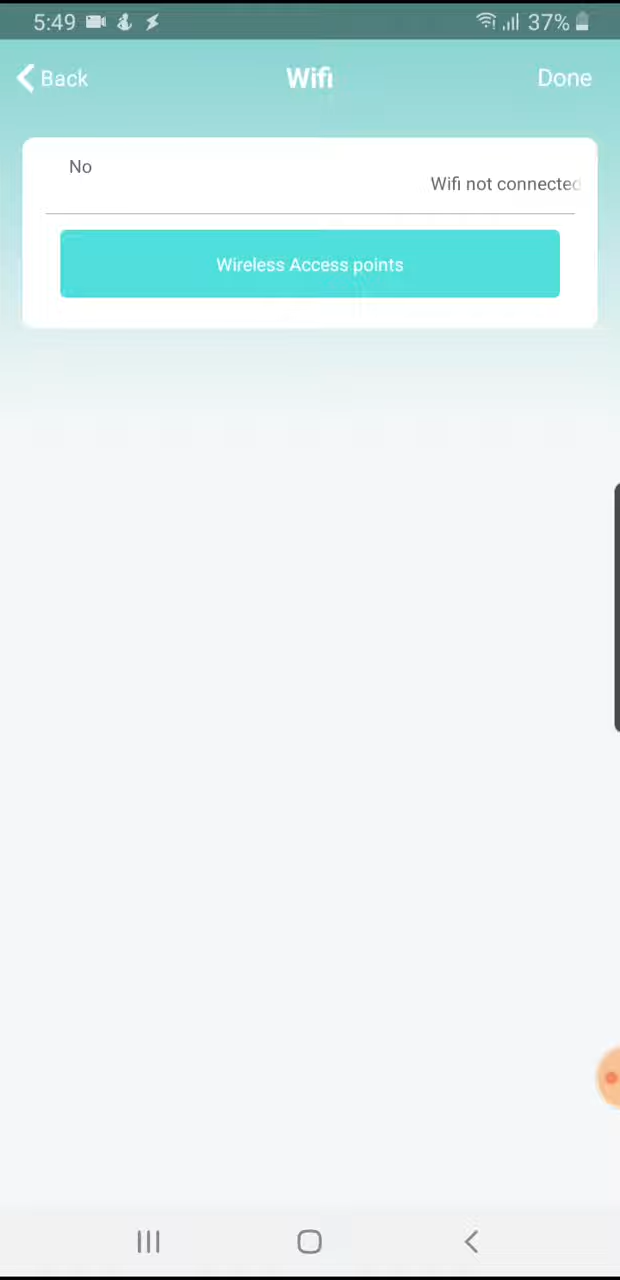 5:49 37%
Back Wifi Done
No
Wifi not connected
Wireless Access points